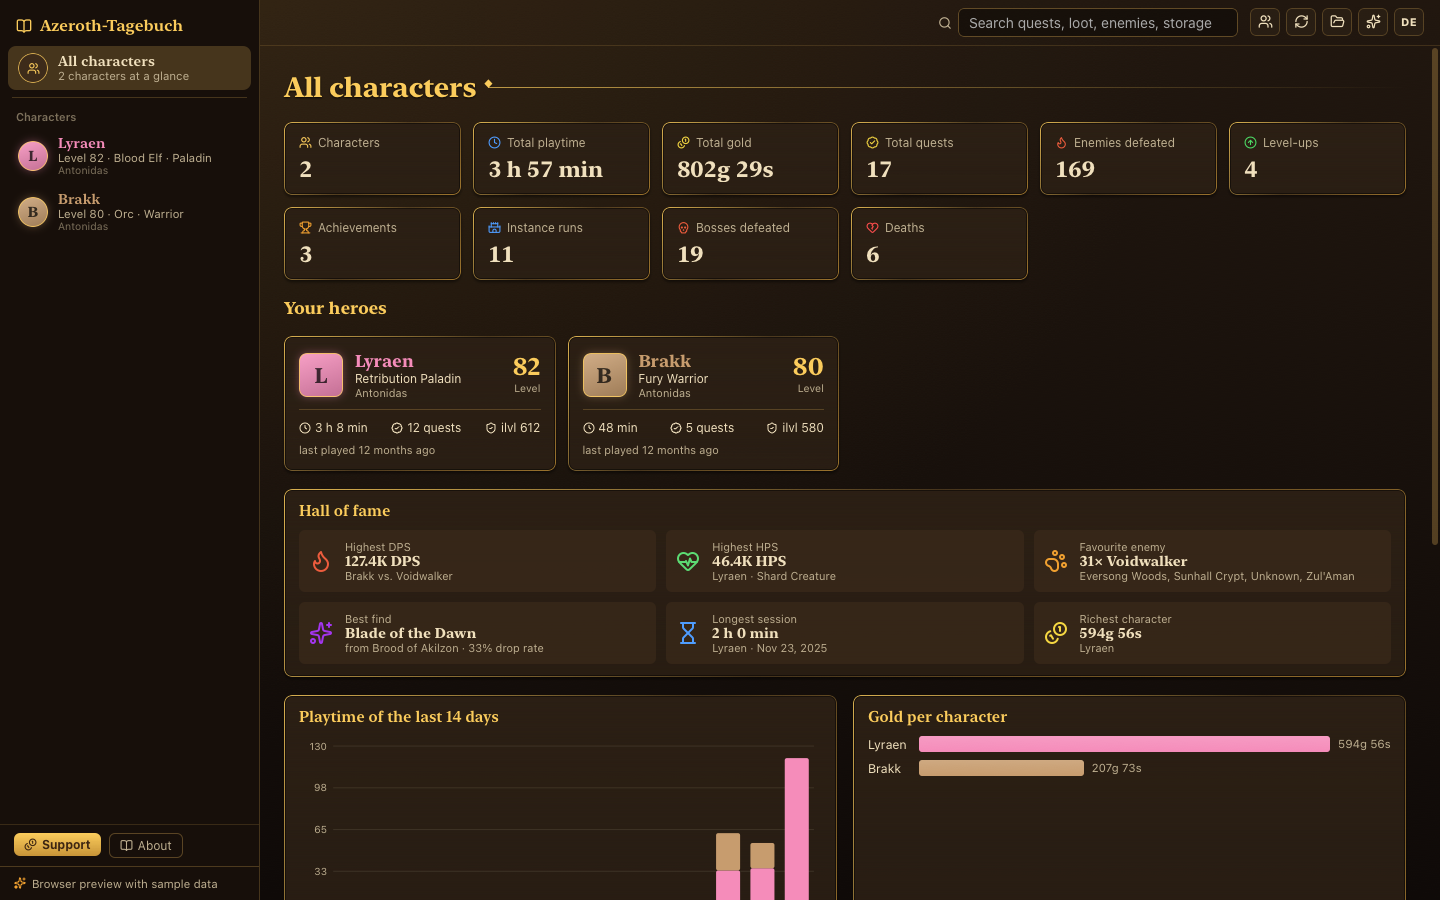 Azeroth-Tagebuch
All characters
2 characters at a glance
Characters
L
Lyraen
Level 82 · Blood Elf · Paladin
Antonidas
B
Brakk
Level 80 · Orc · Warrior
Antonidas
Support
About
Browser preview with sample data
Search quests, loot, enemies, storage
DE
All characters
Characters
2
Total playtime
3 h 57 min
Total gold
802g 29s
Total quests
17
Enemies defeated
169
Level-ups
4
Achievements
3
Instance runs
11
Bosses defeated
19
Deaths
6
Your heroes
L
Lyraen
Retribution Paladin
Antonidas
82
Level
3 h 8 min
12 quests
ilvl 612
last played 12 months ago
B
Brakk
Fury Warrior
Antonidas
80
Level
48 min
5 quests
ilvl 580
last played 12 months ago
Hall of fame
Highest DPS
127.4K DPS
Brakk vs. Voidwalker
Highest HPS
46.4K HPS
Lyraen · Shard Creature
Favourite enemy
31× Voidwalker
Eversong Woods, Sunhall Crypt, Unknown, Zul'Aman
Best find
Blade of the Dawn
from Brood of Akilzon · 33% drop rate
Longest session
2 h 0 min
Lyraen · Nov 23, 2025
Richest character
594g 56s
Lyraen
Playtime of the last 14 days
130
98
65
33
Gold per character
Lyraen
594g 56s
Brakk
207g 73s